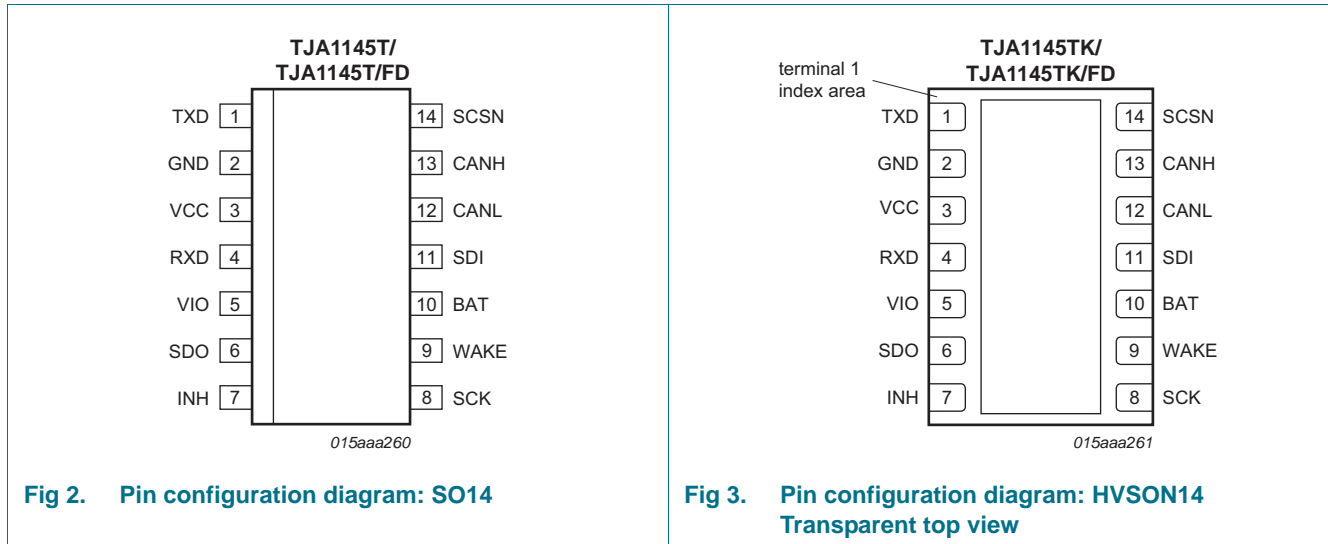 TJA1145T/
TJA1145T/FD
TXD 1 14 SCSN
GND 2 13 CANH
VCC 3 12 CANL
RXD 4 11 SDI
VIO 5 10 BAT
SDO 6 9 WAKE
INH 7 8 SCK
015aaa260
Fig 2. Pin configuration diagram: SO14
TJA1145TK/
TJA1145TK/FD
terminal 1
index area
TXD 1 14 SCSN
GND 2 13 CANH
VCC 3 12 CANL
RXD 4 11 SDI
VIO 5 10 BAT
SDO 6 9 WAKE
INH 7 8 SCK
015aaa261
Fig 3. Pin configuration diagram: HVSON14
Transparent top view